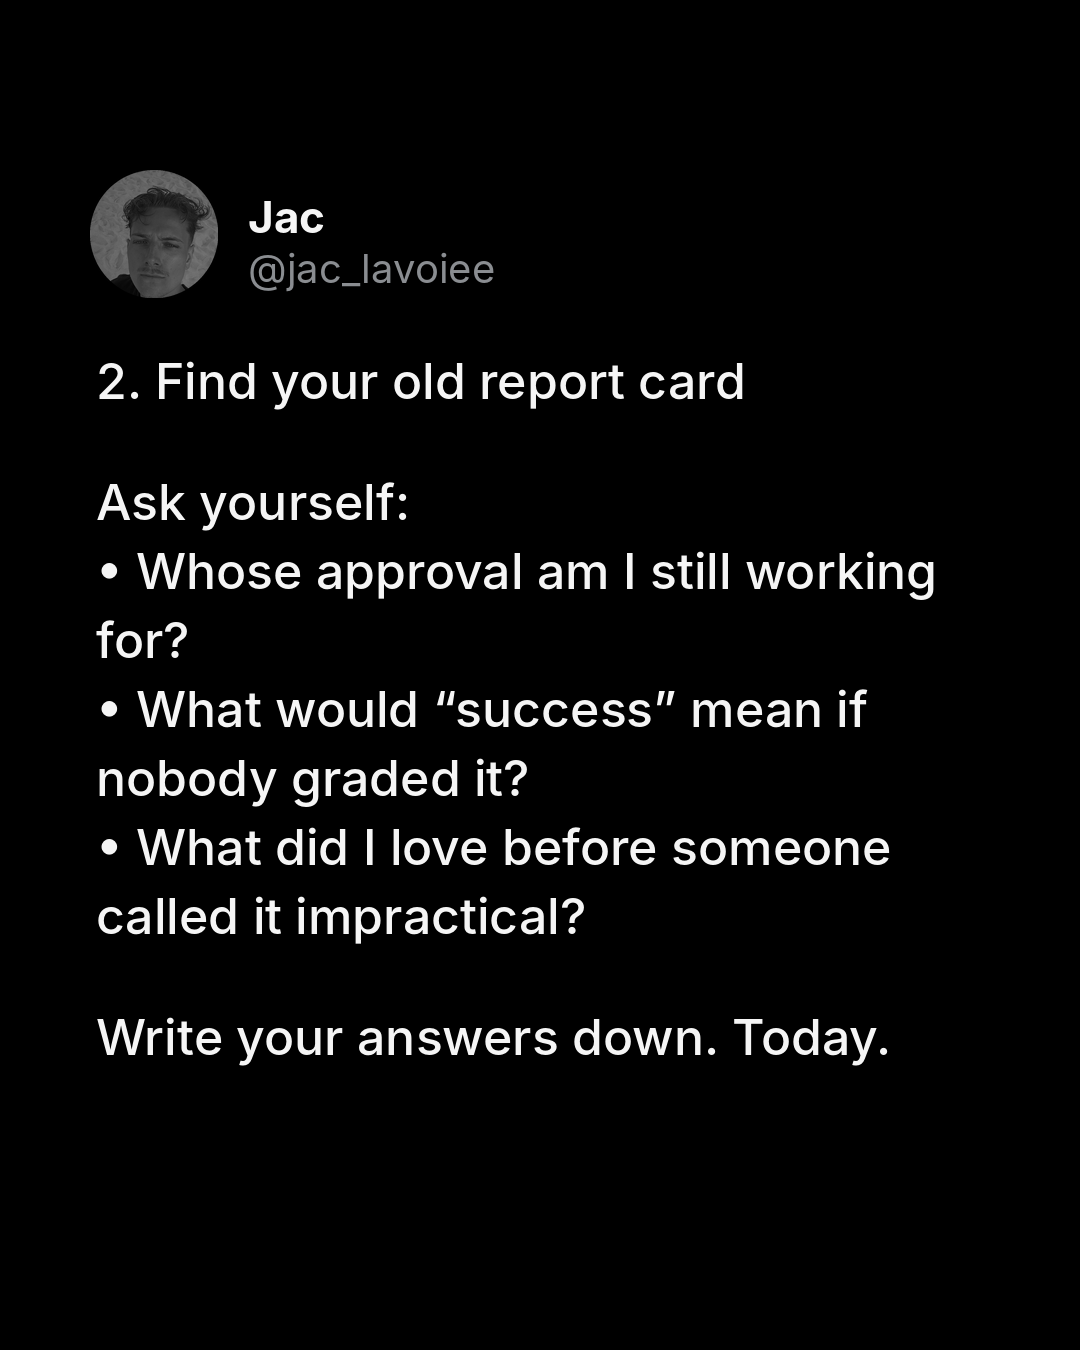 Jac
@jac_lavoiee
2. Find your old report card
Ask yourself:
• Whose approval am I still working
for?
• What would “success” mean if
nobody graded it?
• What did I love before someone
called it impractical?
Write your answers down. Today.